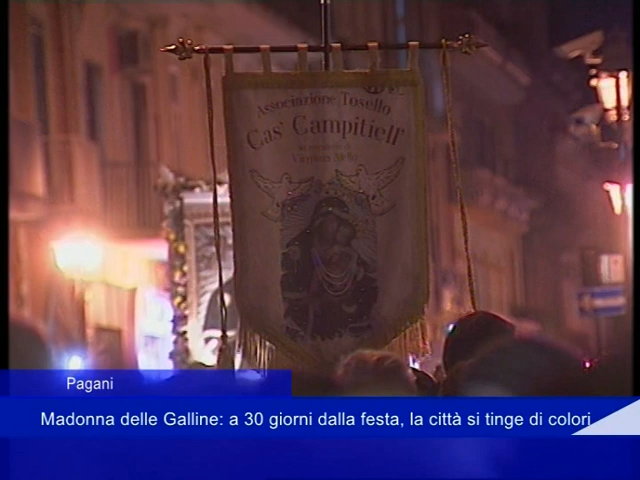 Associazione Tosello
Cas' Campitiell'
Pagani
Madonna delle Galline: a 30 giorni dalla festa, la città si tinge di colori